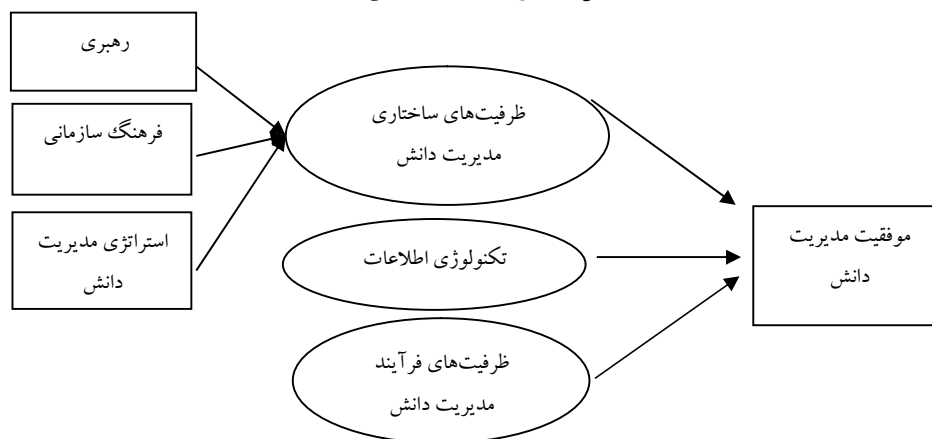 رهبری
فرهنگ سازمانی
استراتژی مدیریت
دانش
ظرفیت‌های ساختاری
مدیریت دانش
تکنولوژی اطلاعات
ظرفیت‌های فرآیند
مدیریت دانش
موفقیت مدیریت
دانش